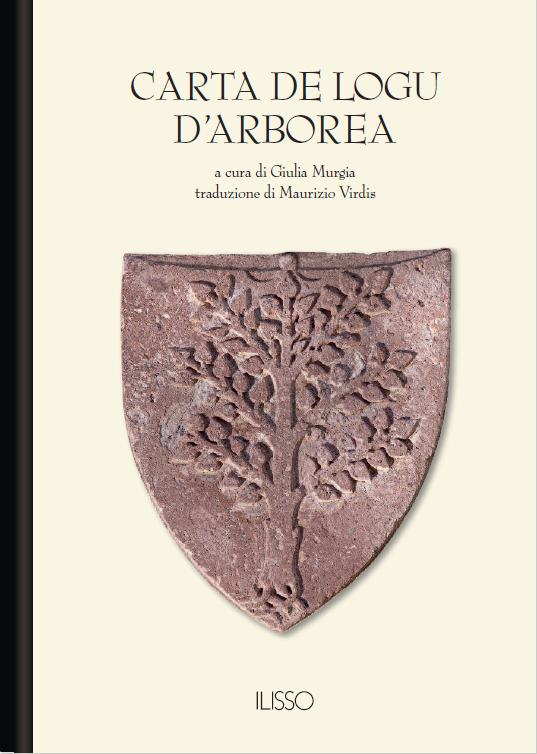 CARTA DE LOGU
D'ARBOREA
a cura di Giulia Murgia
traduzione di Maurizio Virdis
ILISSO